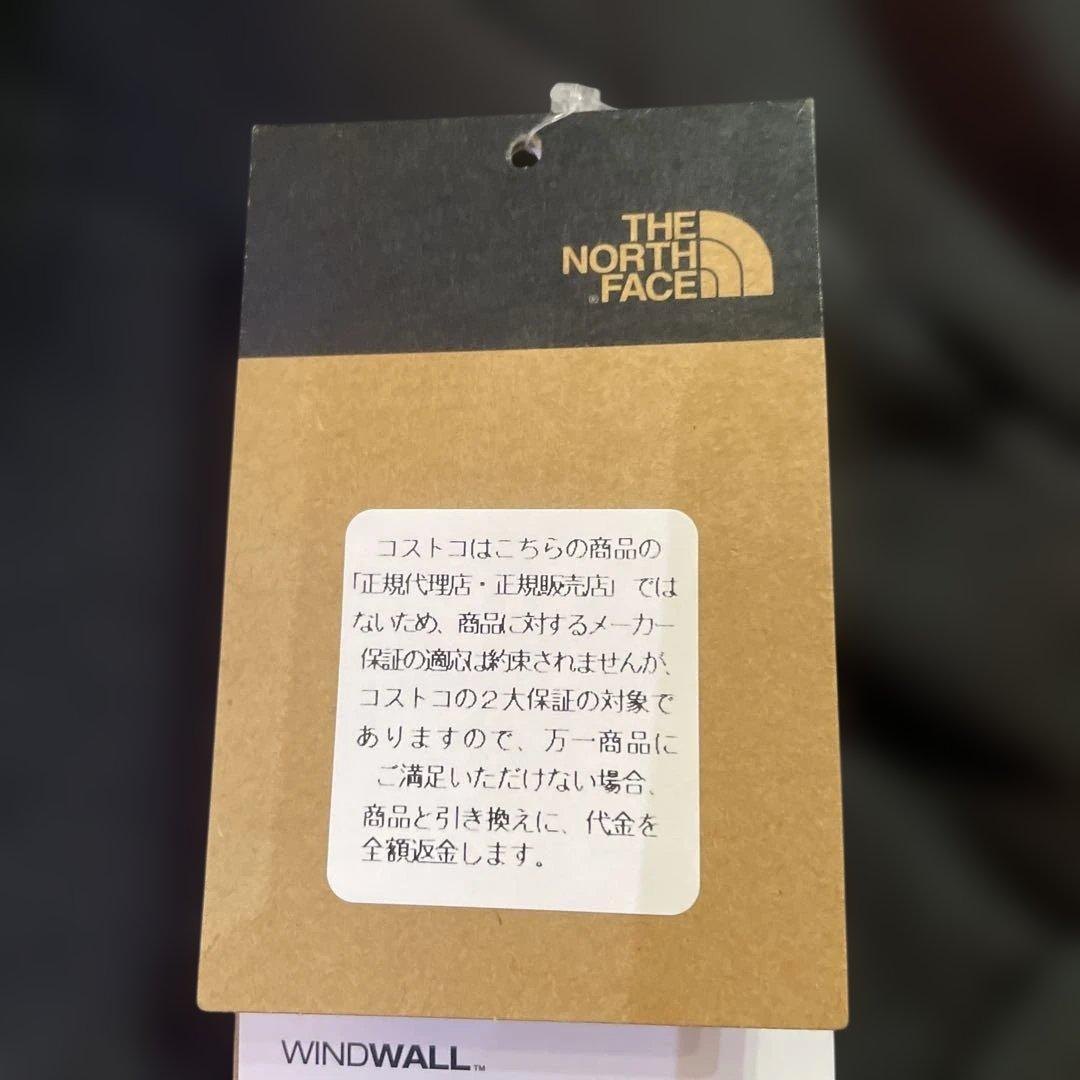 THE
NORTH
®FACE
コストコはこちらの商品の
「正規代理店・正規販売店」では
ないため、商品に対するメーカー
保証の適応は約束されませんが、
コストコの2大保証の対象で
ありますので、万一商品に
ご満足いただけない場合、
商品と引き換えに、代金を
全額返金します。
WINDWALL™